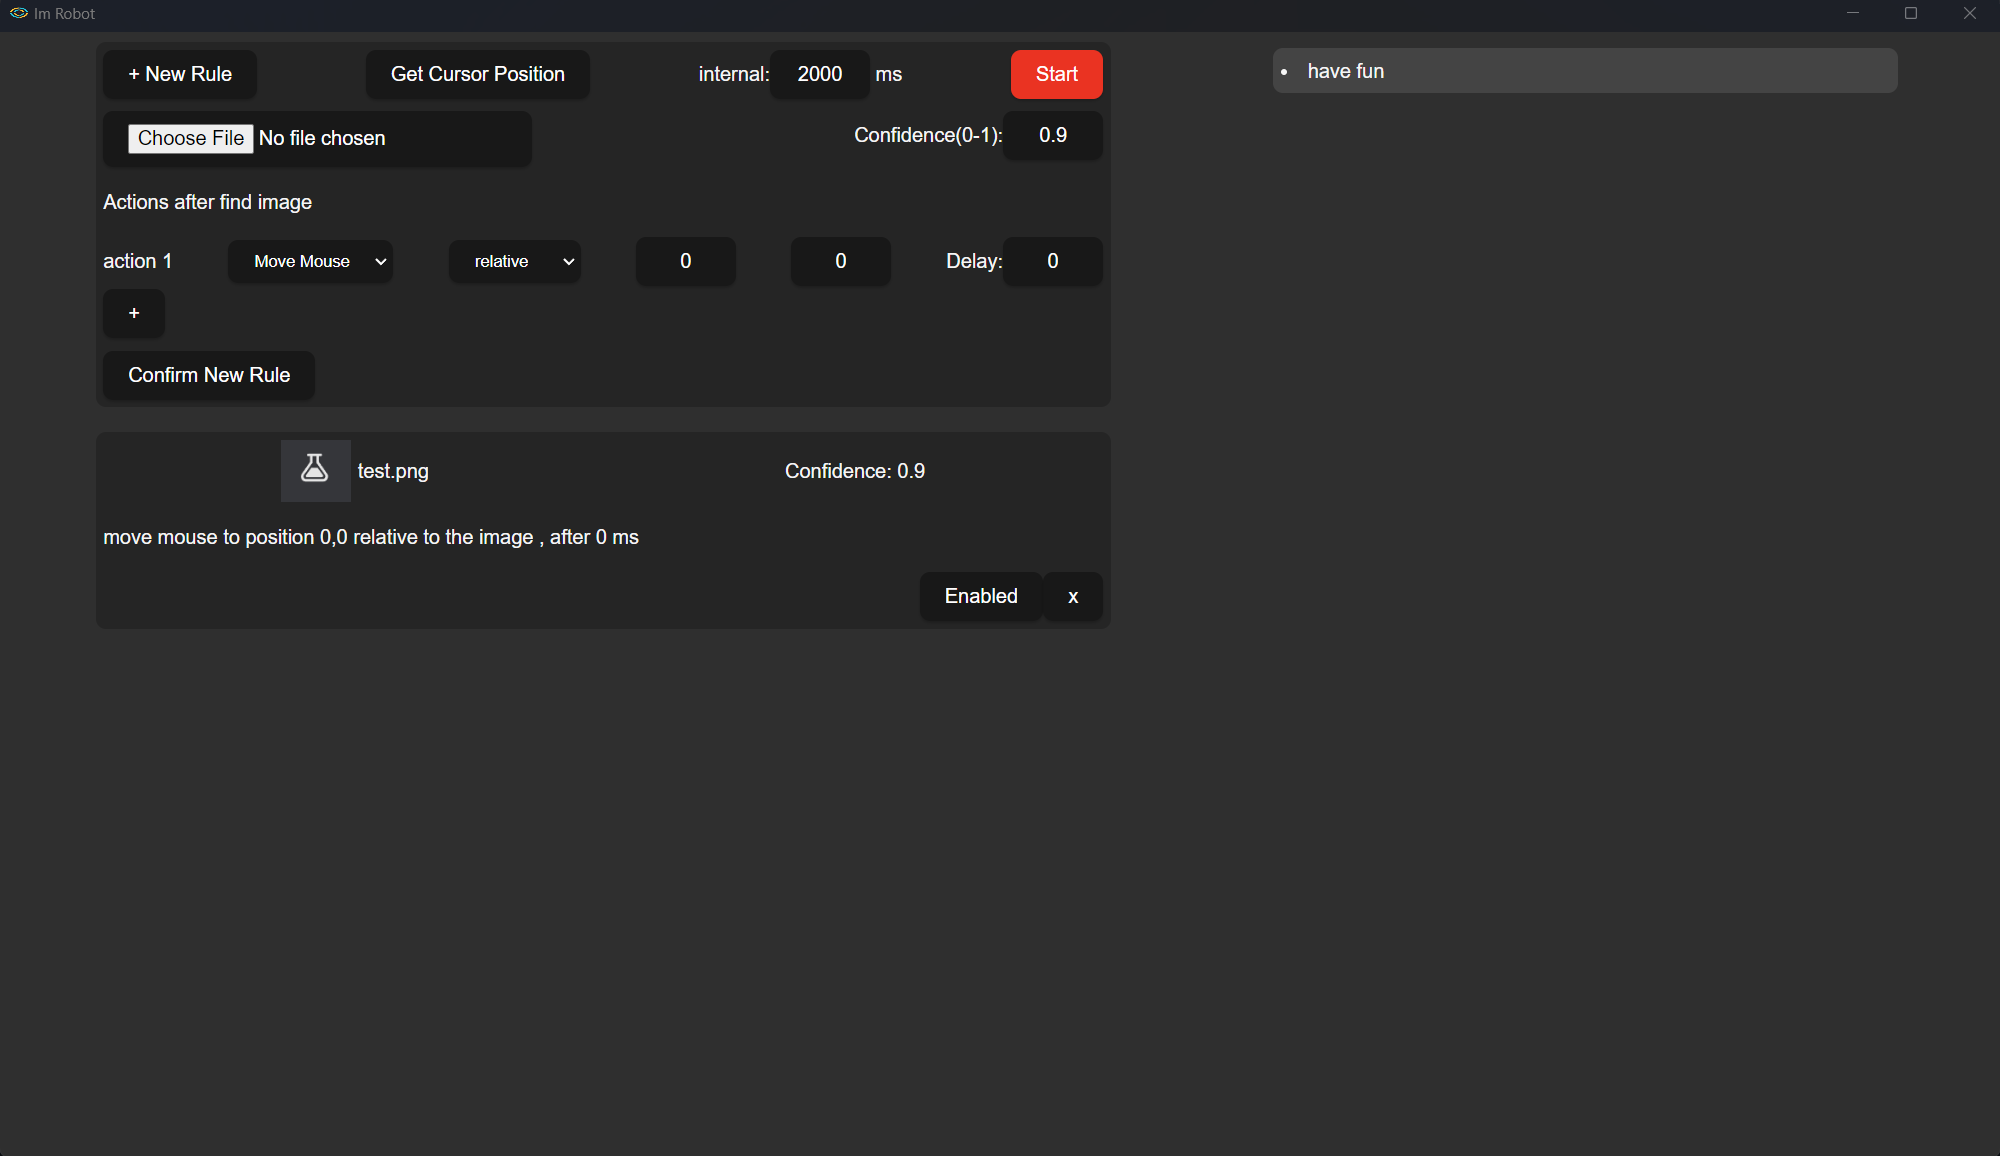 Im Robot
+ New Rule Get Cursor Position internal: 2000 ms Start
Choose File No file chosen Confidence(0-1): 0.9
Actions after find image
action 1 Move Mouse relative 0 0 Delay: 0
+
Confirm New Rule
test.png Confidence: 0.9
move mouse to position 0,0 relative to the image , after 0 ms
Enabled x
• have fun